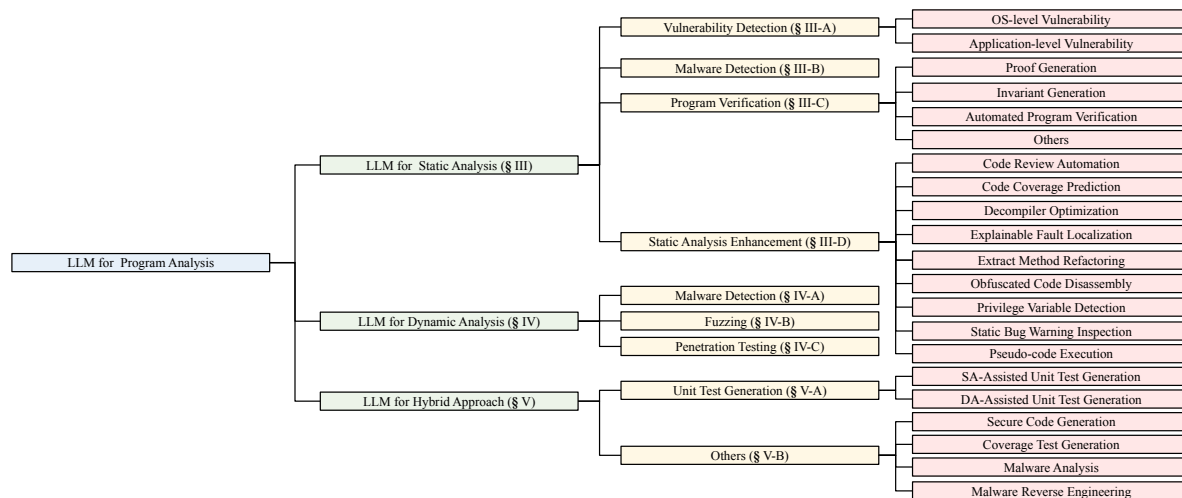 LLM for Program Analysis
LLM for Static Analysis (§ III)
Vulnerability Detection (§ III-A)
OS-level Vulnerability
Application-level Vulnerability
Malware Detection (§ III-B)
Program Verification (§ III-C)
Proof Generation
Invariant Generation
Automated Program Verification
Others
Static Analysis Enhancement (§ III-D)
Code Review Automation
Code Coverage Prediction
Decompiler Optimization
Explainable Fault Localization
Extract Method Refactoring
Obfuscated Code Disassembly
Privilege Variable Detection
Static Bug Warning Inspection
Pseudo-code Execution
LLM for Dynamic Analysis (§ IV)
Malware Detection (§ IV-A)
Fuzzing (§ IV-B)
Penetration Testing (§ IV-C)
LLM for Hybrid Approach (§ V)
Unit Test Generation (§ V-A)
SA-Assisted Unit Test Generation
DA-Assisted Unit Test Generation
Others (§ V-B)
Secure Code Generation
Coverage Test Generation
Malware Analysis
Malware Reverse Engineering